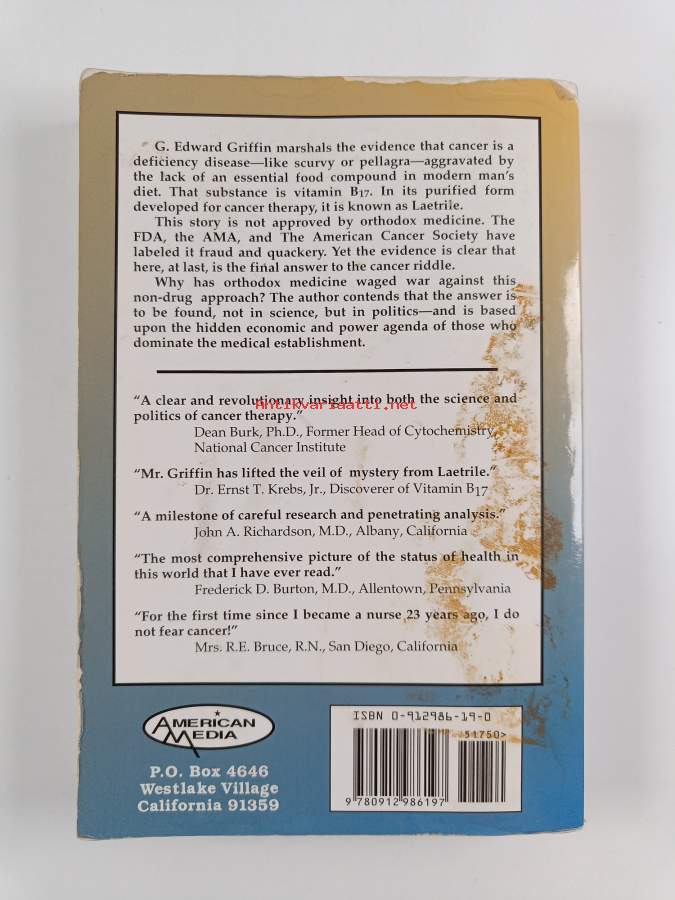 G. Edward Griffin marshals the evidence that cancer is a
deficiency disease—like scurvy or pellagra—aggravated by
the lack of an essential food compound in modern man's
diet. That substance is vitamin B17. In its purified form
developed for cancer therapy, it is known as Laetrile.
This story is not approved by orthodox medicine. The
FDA, the AMA, and The American Cancer Society have
labeled it fraud and quackery. Yet the evidence is clear that
here, at last, is the final answer to the cancer riddle.
Why has orthodox medicine waged war against this
non-drug approach? The author contends that the answer is
to be found, not in science, but in politics—and is based
upon the hidden economic and power agenda of those who
dominate the medical establishment.
“A clear and revolutionary insight into both the science and
Antikvariaatti.net
politics of cancer therapy.”
Dean Burk, Ph.D., Former Head of Cytochemistry,
National Cancer Institute
“Mr. Griffin has lifted the veil of mystery from Laetrile.”
Dr. Ernst T. Krebs, Jr., Discoverer of Vitamin B17
“A milestone of careful research and penetrating analysis.”
John A. Richardson, M.D., Albany, California
“The most comprehensive picture of the status of health in
this world that I have ever read.”
Frederick D. Burton, M.D., Allentown, Pennsylvania
“For the first time since I became a nurse 23 years ago, I do
not fear cancer!”
Mrs. R.E. Bruce, R.N., San Diego, California
AMERICAN
MEDIA
P.O. Box 4646
Westlake Village
California 91359
ISBN 0-912986-19-0
51750>
9 780912 986197